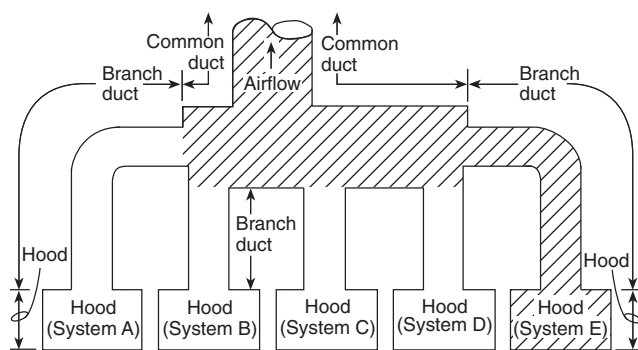 Common
duct
Common
duct
Branch
duct
Airflow
Branch
duct
Branch
duct
Hood
Hood
Hood
(System A)
Hood
(System B)
Hood
(System C)
Hood
(System D)
Hood
(System E)